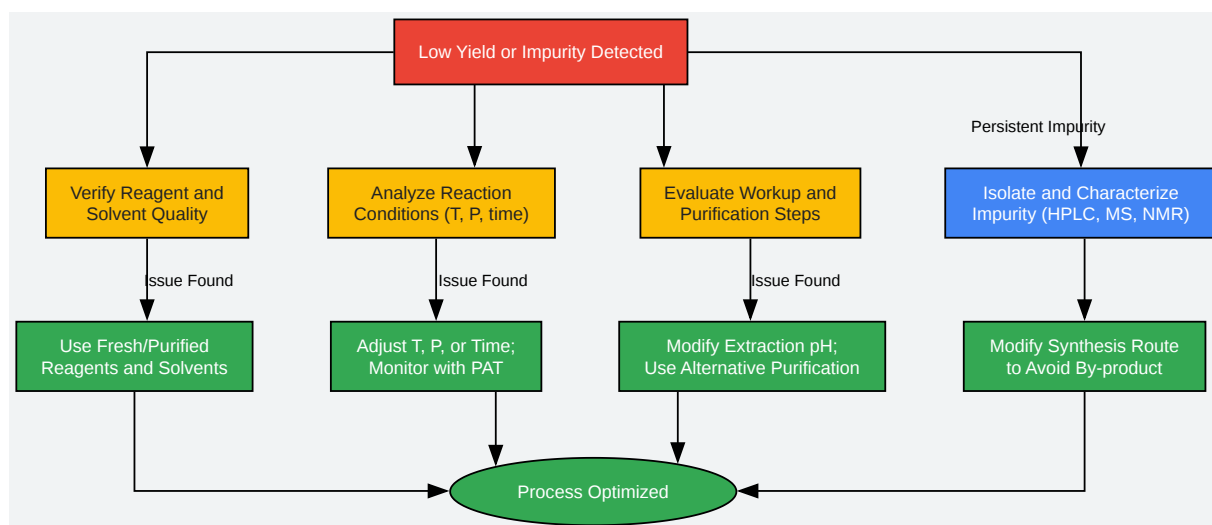 Low Yield or Impurity Detected
Persistent Impurity
Verify Reagent and
Solvent Quality
Analyze Reaction
Conditions (T, P, time)
Evaluate Workup and
Purification Steps
Isolate and Characterize
Impurity (HPLC, MS, NMR)
Issue Found
Issue Found
Issue Found
Use Fresh/Purified
Reagents and Solvents
Adjust T, P, or Time;
Monitor with PAT
Modify Extraction pH;
Use Alternative Purification
Modify Synthesis Route
to Avoid By-product
Process Optimized